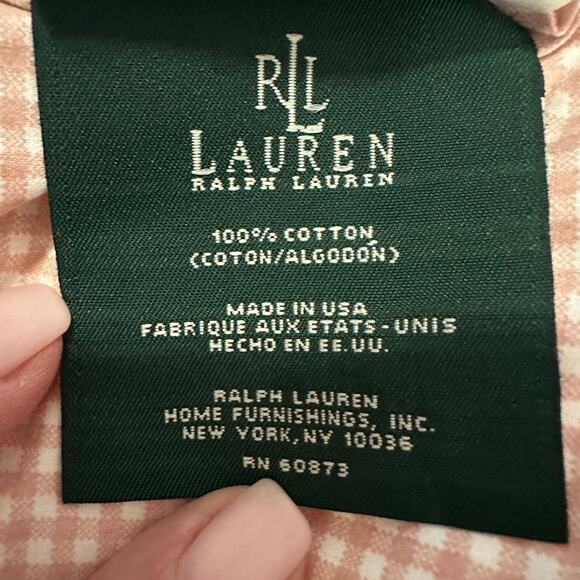 RLL
LAUREN
RALPH LAUREN
100% COTTON
(COTON/ALGODÓN)
MADE IN USA
FABRIQUE AUX ETATS-UNIS
HECHO EN EE.UU.
RALPH LAUREN
HOME FURNISHINGS, INC.
NEW YORK, NY 10036
RN 60873